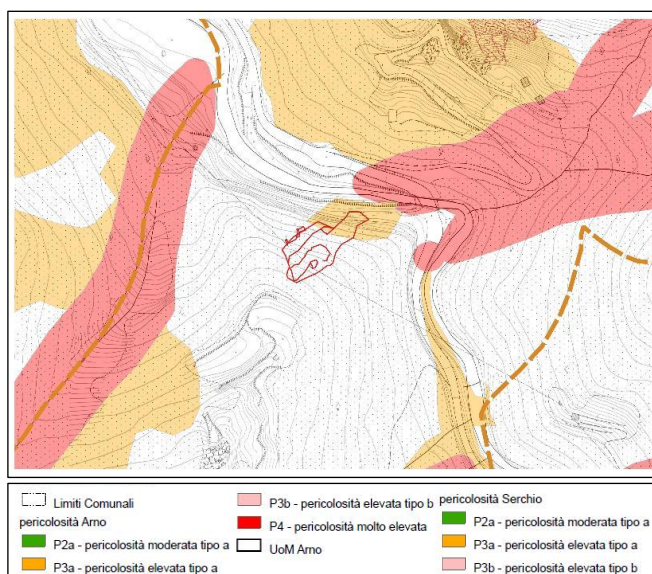 Limiti Comunali
pericolosità Arno
P2a - pericolosità moderata tipo a
P3a - pericolosità elevata tipo a
P3b - pericolosità elevata tipo b
P4 - pericolosità molto elevata
UoM Arno
pericolosità Serchio
P2a - pericolosità moderata tipo a
P3a - pericolosità elevata tipo a
P3b - pericolosità elevata tipo b